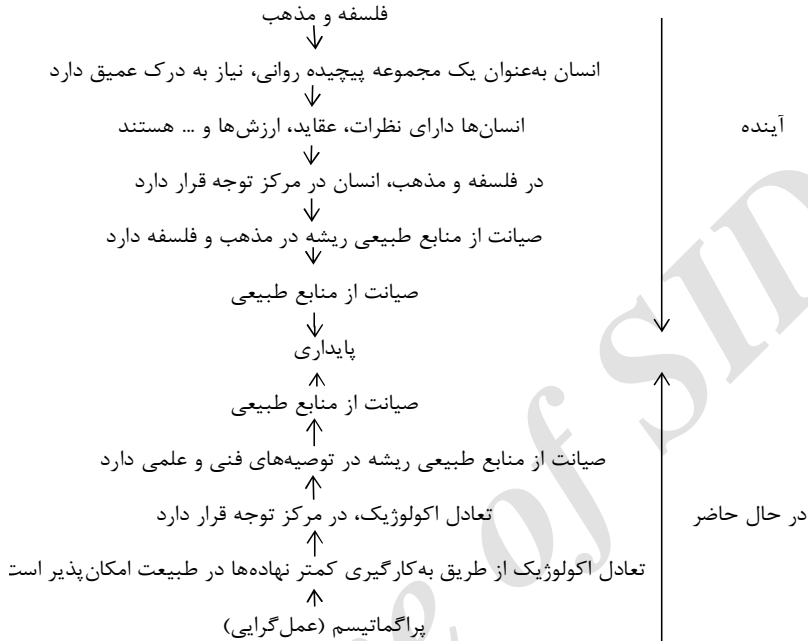 فلسفه و مذهب
انسان به‌عنوان یک مجموعه پیچیده روانی، نیاز به درک عمیق دارد
انسان‌ها دارای نظرات، عقاید، ارزش‌ها و ... هستند
آینده
در فلسفه و مذهب، انسان در مرکز توجه قرار دارد
صیانت از منابع طبیعی ریشه در مذهب و فلسفه دارد
صیانت از منابع طبیعی
پایداری
صیانت از منابع طبیعی
صیانت از منابع طبیعی ریشه در توصیه‌های فنی و علمی دارد
تعادل اکولوژیک، در مرکز توجه قرار دارد
در حال حاضر
تعادل اکولوژیک از طریق به‌کارگیری کمتر نهاده‌ها در طبیعت امکان‌پذیر است
پراگماتیسم (عمل‌گرایی)
e of SID